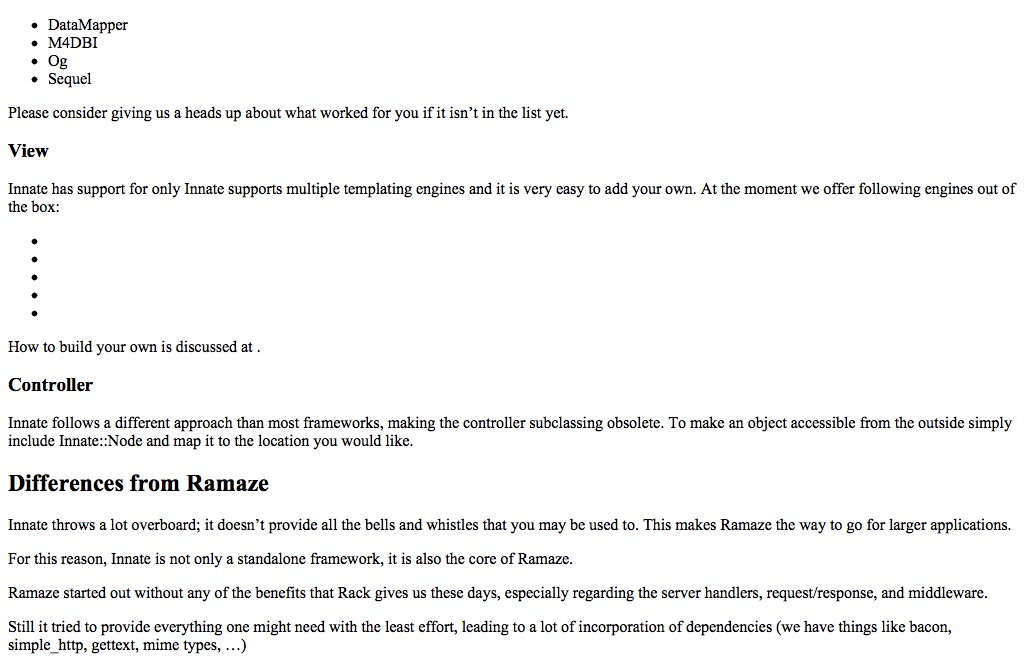 • DataMapper
• M4DBI
• Og
• Sequel
Please consider giving us a heads up about what worked for you if it isn’t in the list yet.
View
Innate has support for only Innate supports multiple templating engines and it is very easy to add your own. At the moment we offer following engines out of
the box:
•
•
•
•
•
How to build your own is discussed at .
Controller
Innate follows a different approach than most frameworks, making the controller subclassing obsolete. To make an object accessible from the outside simply
include Innate::Node and map it to the location you would like.
Differences from Ramaze
Innate throws a lot overboard; it doesn’t provide all the bells and whistles that you may be used to. This makes Ramaze the way to go for larger applications.
For this reason, Innate is not only a standalone framework, it is also the core of Ramaze.
Ramaze started out without any of the benefits that Rack gives us these days, especially regarding the server handlers, request/response, and middleware.
Still it tried to provide everything one might need with the least effort, leading to a lot of incorporation of dependencies (we have things like bacon,
simple_http, gettext, mime types, …)